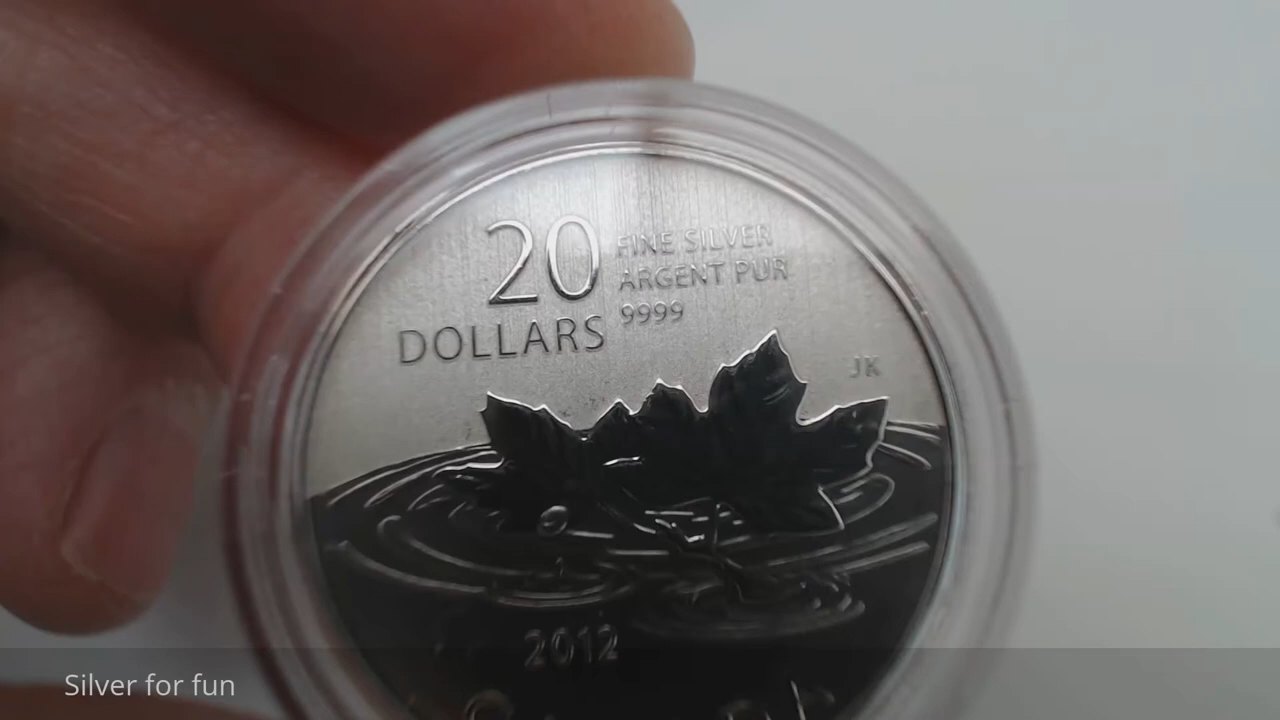 20
FINE SILVER
ARGENT PUR
9999
DOLLARS
JK
2012
Silver for fun